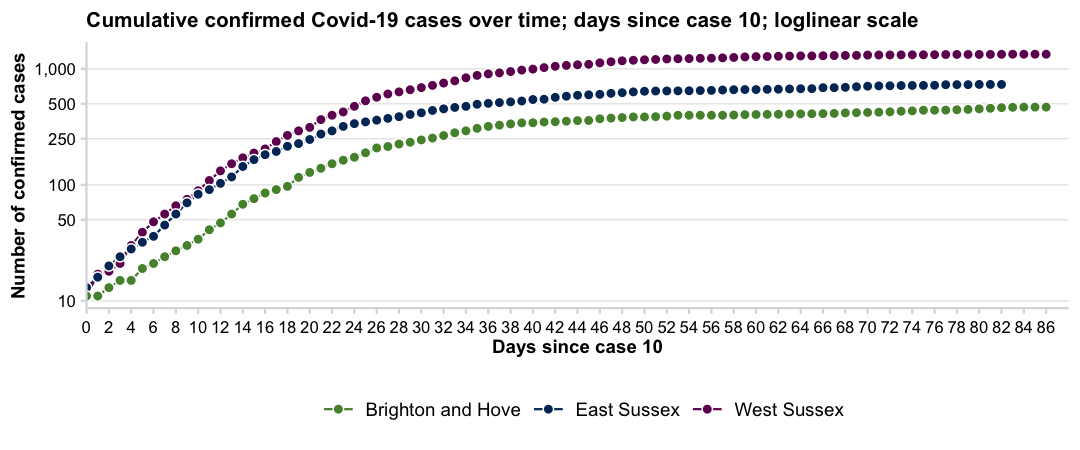 Cumulative confirmed Covid-19 cases over time; days since case 10; loglinear scale
Number of confirmed cases
1,000
500
250
100
50
10
0 2 4 6 8 10 12 14 16 18 20 22 24 26 28 30 32 34 36 38 40 42 44 46 48 50 52 54 56 58 60 62 64 66 68 70 72 74 76 78 80 82 84 86
Days since case 10
Brighton and Hove East Sussex West Sussex